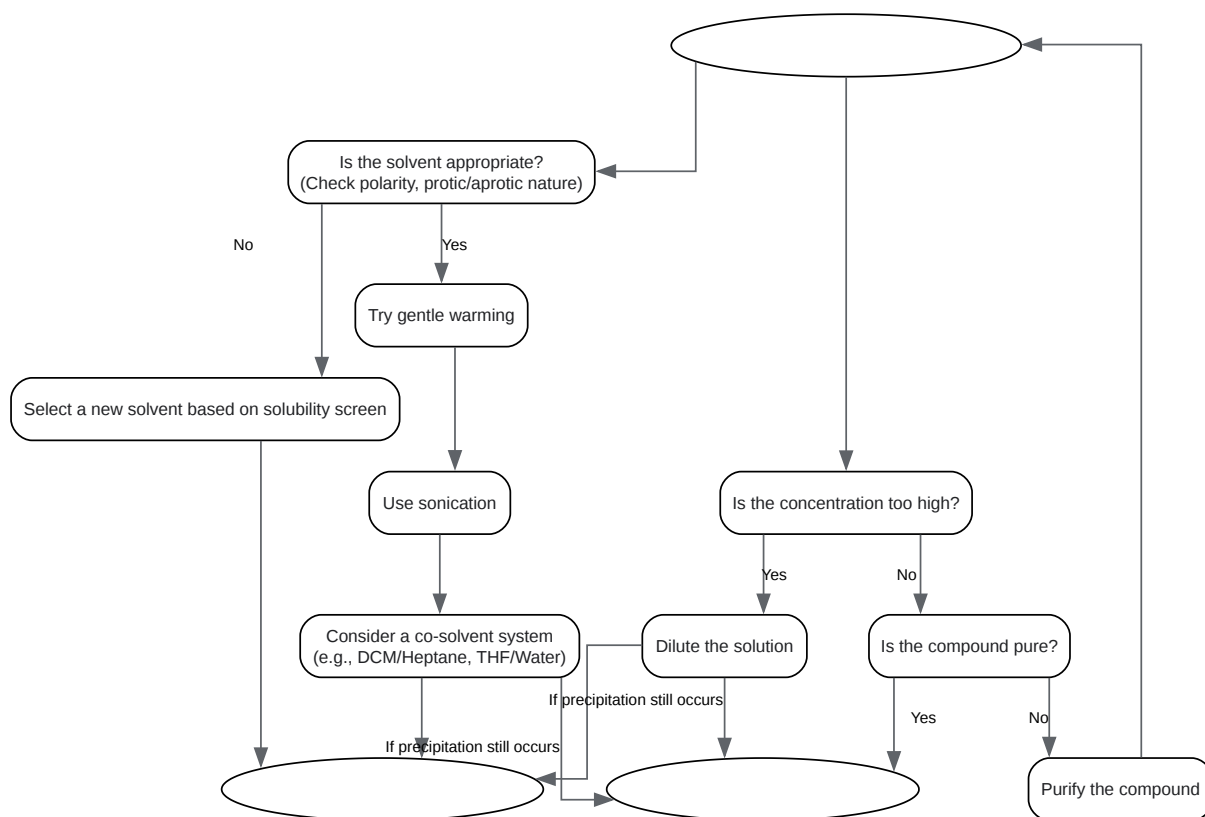 Is the solvent appropriate?
(Check polarity, protic/aprotic nature)
No
Yes
Try gentle warming
Select a new solvent based on solubility screen
Use sonication
Is the concentration too high?
Yes
No
Consider a co-solvent system
(e.g., DCM/Heptane, THF/Water)
Dilute the solution
Is the compound pure?
If precipitation still occurs
Yes
No
If precipitation still occurs
Purify the compound